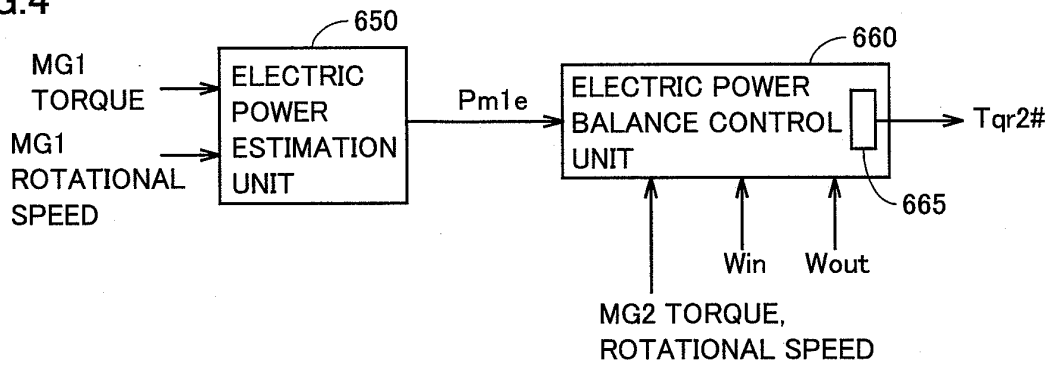 G.4
650
MG1
TORQUE
MG1
ROTATIONAL
SPEED
ELECTRIC
POWER
ESTIMATION
UNIT
Pm1e
660
ELECTRIC POWER
BALANCE CONTROL
UNIT
Tqr2#
665
Win
Wout
MG2 TORQUE,
ROTATIONAL SPEED